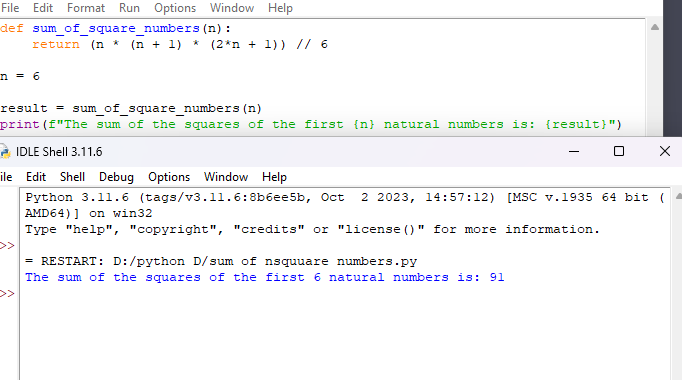 File Edit Format Run Options Window Help
def sum_of_square_numbers(n):
    return (n * (n + 1) * (2*n + 1)) // 6
n = 6
result = sum_of_square_numbers(n)
print(f"The sum of the squares of the first {n} natural numbers is: {result}")
IDLE Shell 3.11.6
ile Edit Shell Debug Options Window Help
Python 3.11.6 (tags/v3.11.6:8b6ee5b, Oct  2 2023, 14:57:12) [MSC v.1935 64 bit (
AMD64)] on win32
Type "help", "copyright", "credits" or "license()" for more information.
>>
= RESTART: D:/python D/sum of nsquuare numbers.py
The sum of the squares of the first 6 natural numbers is: 91
>>